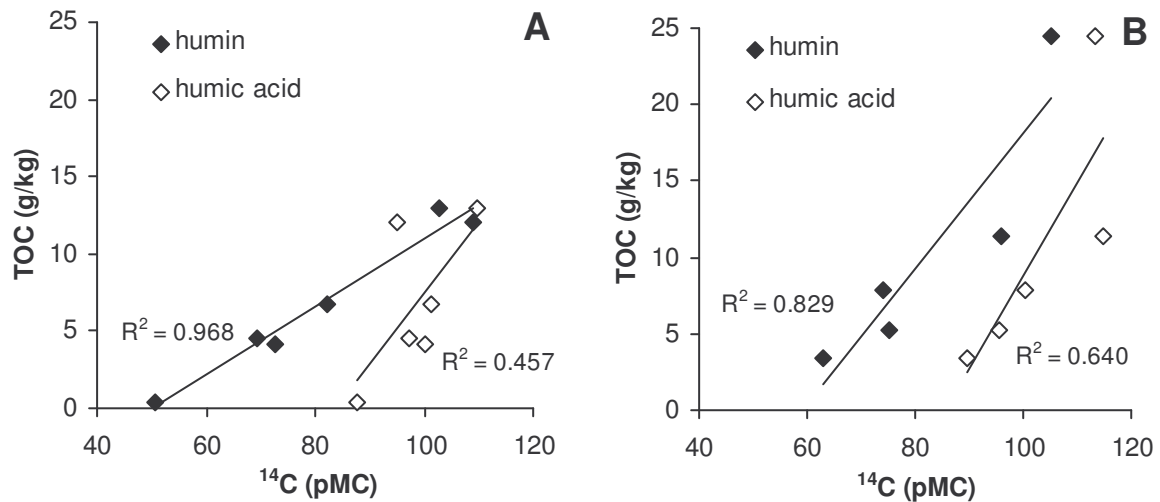 A
humin
humic acid
TOC (g/kg)
25
20
15
10
5
0
R² = 0.968
R² = 0.457
40 60 80 100 120
¹⁴C (pMC)
B
humin
humic acid
TOC (g/kg)
25
20
15
10
5
0
R² = 0.829
R² = 0.640
40 60 80 100 120
¹⁴C (pMC)